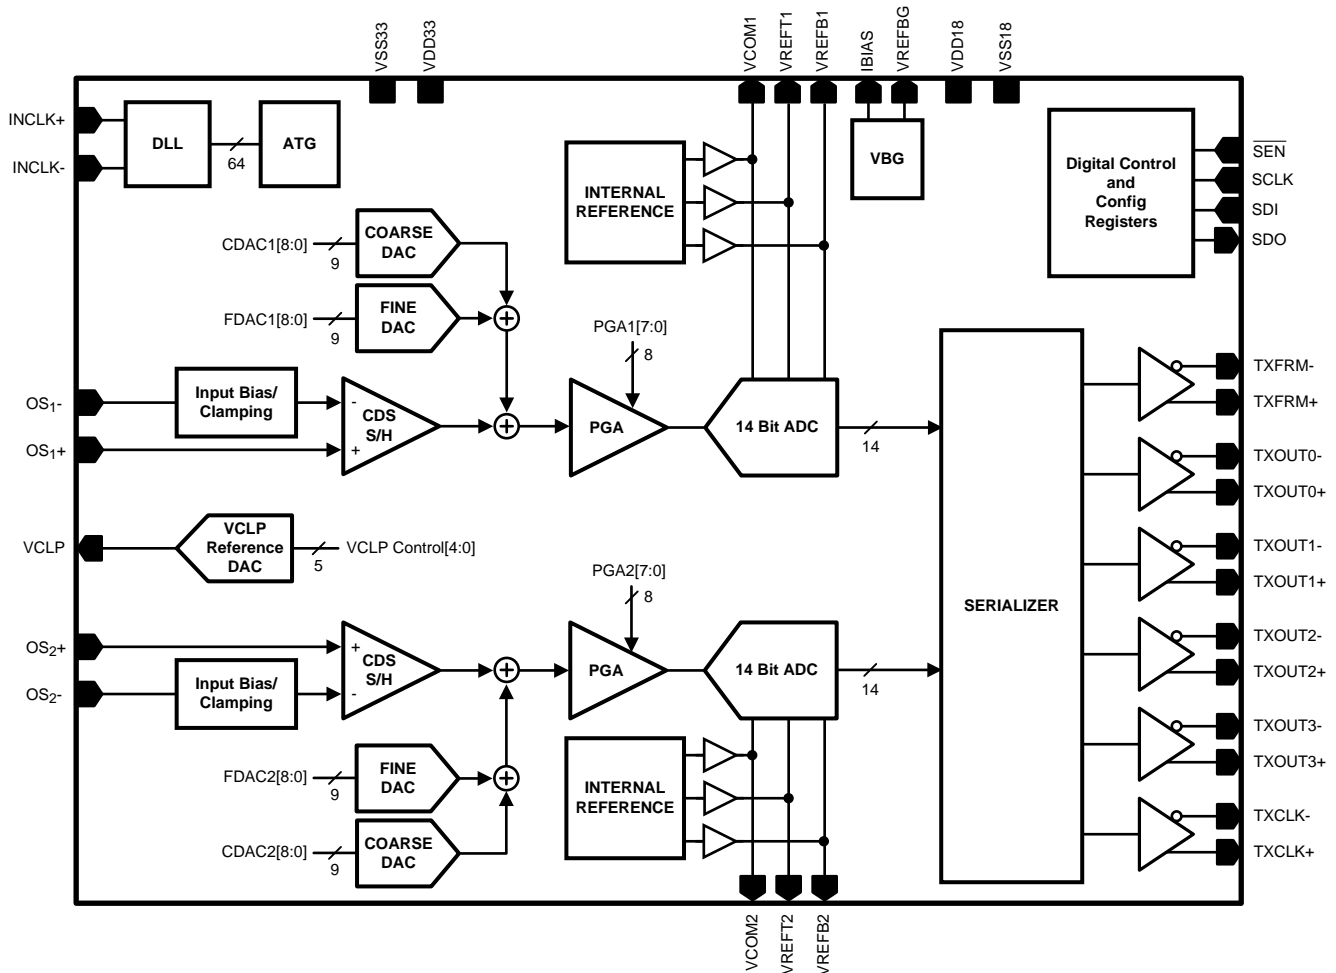 VSS33
VDD33
VCOM1
VREFT1
VREFB1
IBIAS
VREFBG
VDD18
VSS18
INCLK+
INCLK-
DLL
64
ATG
INTERNAL
REFERENCE
VBG
Digital Control
and
Config
Registers
SEN
SCLK
SDI
SDO
CDAC1[8:0]
9
COARSE
DAC
FDAC1[8:0]
9
FINE
DAC
+
PGA1[7:0]
8
OS1-
OS1+
Input Bias/
Clamping
-
+
CDS
S/H
+
PGA
14 Bit ADC
14
SERIALIZER
TXFRM-
TXFRM+
TXOUT0-
TXOUT0+
TXOUT1-
TXOUT1+
TXOUT2-
TXOUT2+
TXOUT3-
TXOUT3+
TXCLK-
TXCLK+
VCLP
VCLP
Reference
DAC
5
VCLP Control[4:0]
PGA2[7:0]
8
OS2+
OS2-
Input Bias/
Clamping
+
-
CDS
S/H
+
PGA
14 Bit ADC
14
FDAC2[8:0]
9
FINE
DAC
+
CDAC2[8:0]
9
COARSE
DAC
INTERNAL
REFERENCE
VCOM2
VREFT2
VREFB2